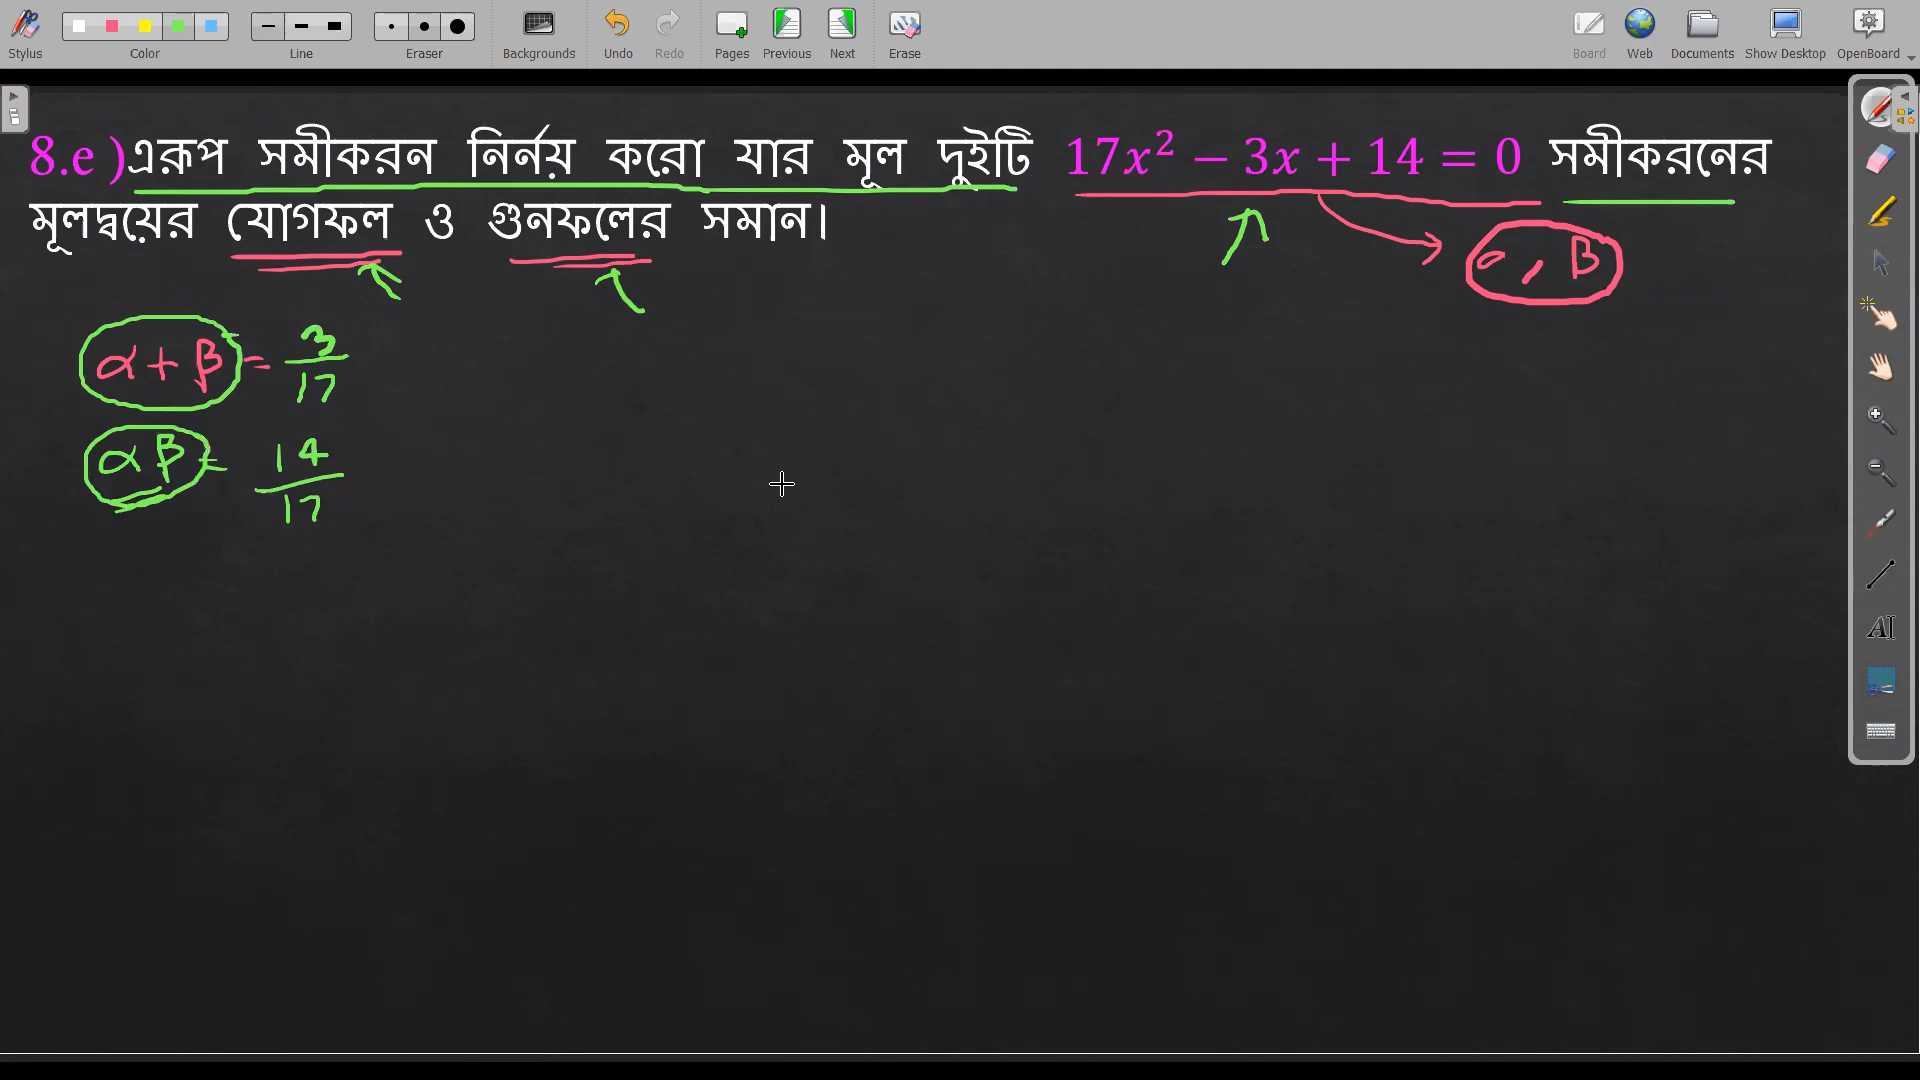 Stylus Color Line Eraser Backgrounds Undo Redo Pages Previous Next Erase Board Web Documents Show Desktop OpenBoard
8.e )এরূপ সমীকরন নির্নয় করো যার মূল দুইটি 17x² − 3x + 14 = 0 সমীকরনের
মূলদ্বয়ের যোগফল ও গুনফলের সমান।
α, β
α + β = 3/17
αβ = 14/17